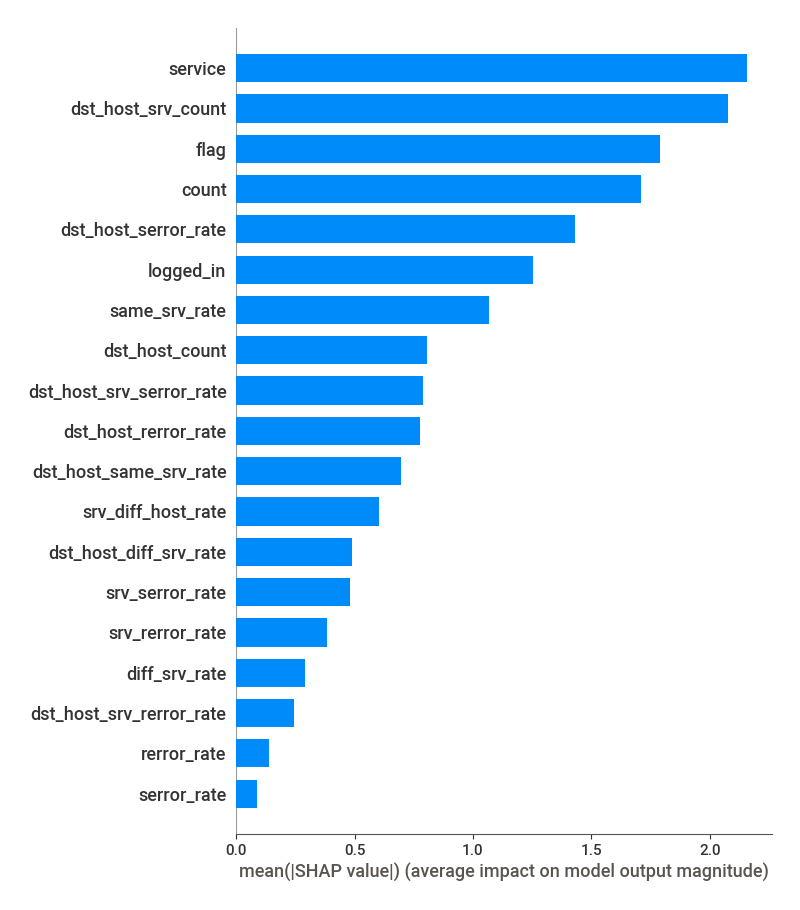 service
dst_host_srv_count
flag
count
dst_host_serror_rate
logged_in
same_srv_rate
dst_host_count
dst_host_srv_serror_rate
dst_host_rerror_rate
dst_host_same_srv_rate
srv_diff_host_rate
dst_host_diff_srv_rate
srv_serror_rate
srv_rerror_rate
diff_srv_rate
dst_host_srv_rerror_rate
rerror_rate
serror_rate
0.0 0.5 1.0 1.5 2.0
mean(|SHAP value|) (average impact on model output magnitude)